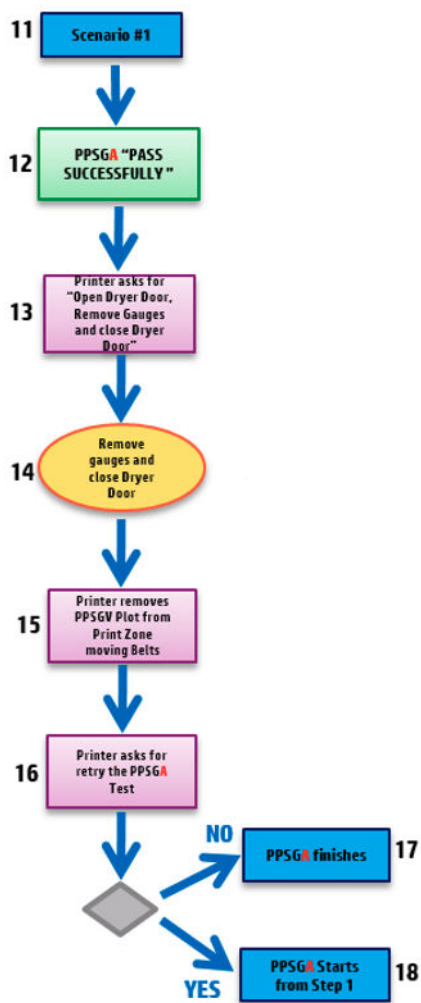 11
Scenario #1
12
PPSGA “PASS
SUCCESSFULLY”
13
Printer asks for
“Open Dryer Door,
Remove Gauges
and close Dryer
Door”
14
Remove
gauges and
close Dryer
Door
15
Printer removes
PPSGV Plot from
Print Zone
moving Belts
16
Printer asks for
retry the PPSGA
Test
NO
PPSGA finishes
17
YES
PPSGA Starts
from Step 1
18